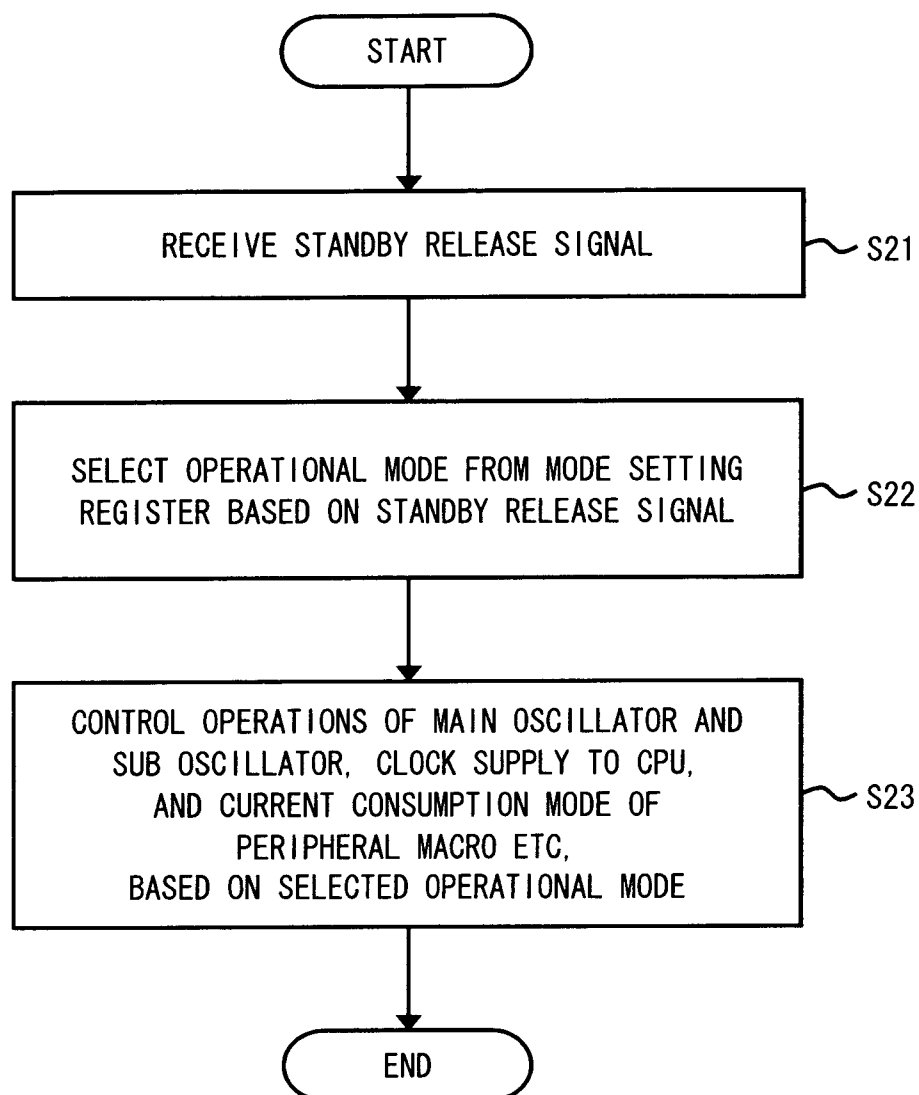 START
RECEIVE STANDBY RELEASE SIGNAL
S21
SELECT OPERATIONAL MODE FROM MODE SETTING
REGISTER BASED ON STANDBY RELEASE SIGNAL
S22
CONTROL OPERATIONS OF MAIN OSCILLATOR AND
SUB OSCILLATOR, CLOCK SUPPLY TO CPU,
AND CURRENT CONSUMPTION MODE OF
PERIPHERAL MACRO ETC,
BASED ON SELECTED OPERATIONAL MODE
S23
END